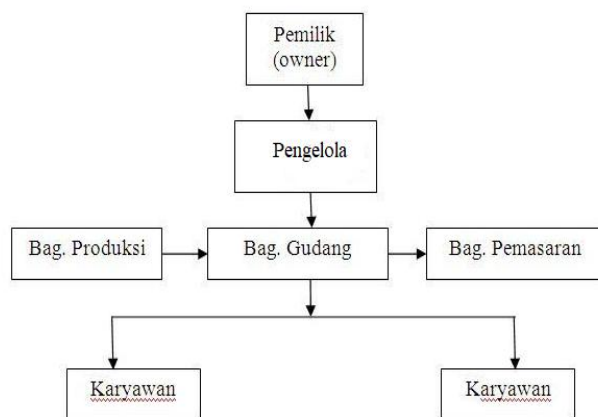 Pemilik
(owner)
Pengelola
Bag. Produksi
Bag. Gudang
Bag. Pemasaran
Karyawan
Karyawan